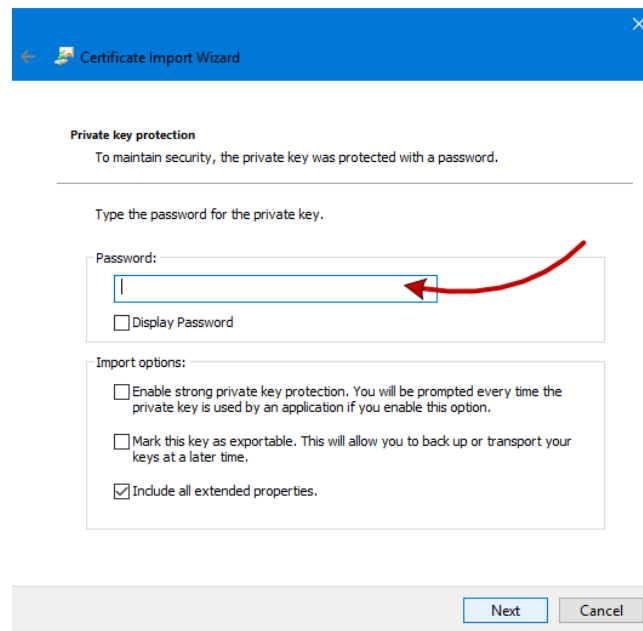 Certificate Import Wizard
Private key protection
To maintain security, the private key was protected with a password.
Type the password for the private key.
Password:
Display Password
Import options:
Enable strong private key protection. You will be prompted every time the
private key is used by an application if you enable this option.
Mark this key as exportable. This will allow you to back up or transport your
keys at a later time.
Include all extended properties.
Next
Cancel